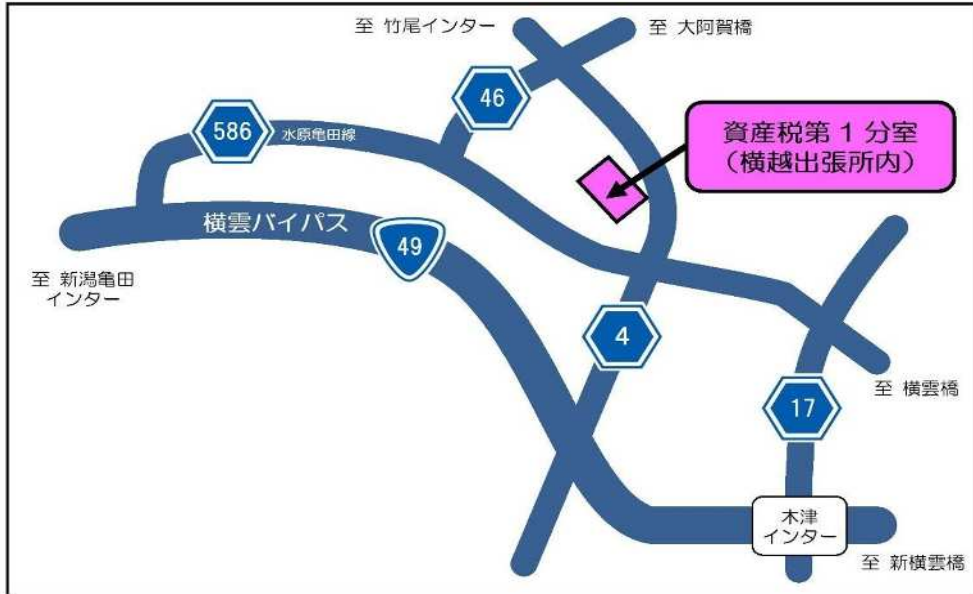 至 竹尾インター
至 大阿賀橋
46
586
水原亀田線
資産税第 1 分室
(横越出張所内)
横雲バイパス
49
至 新潟亀田
インター
4
至 横雲橋
17
木津
インター
至 新横雲橋